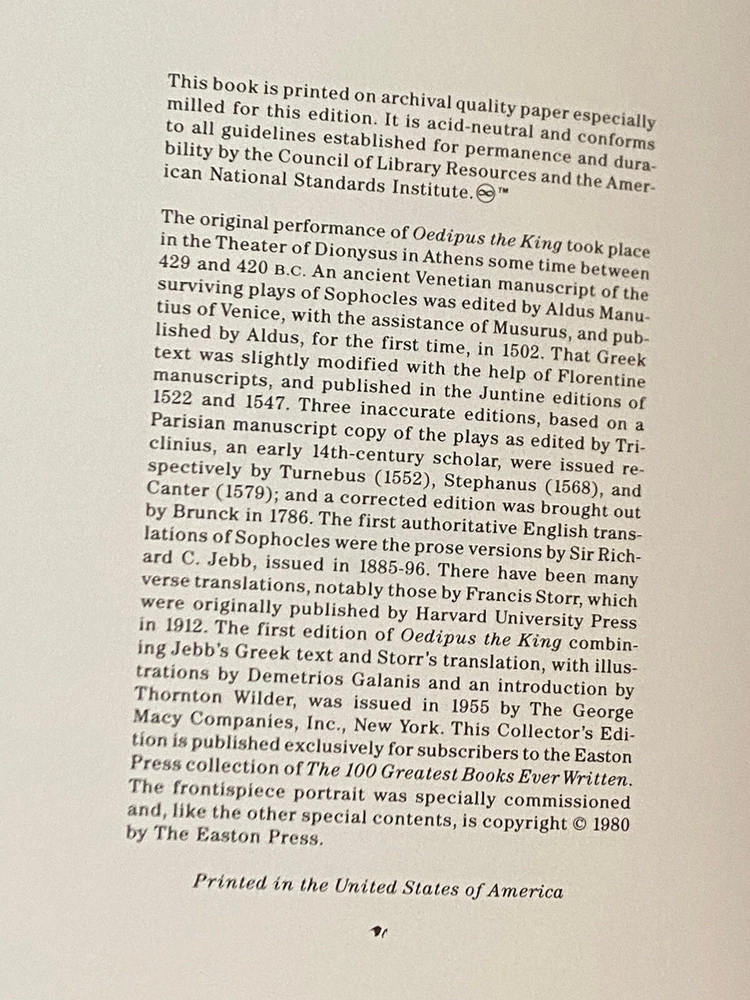 This book is printed on archival quality paper especially
milled for this edition. It is acid-neutral and conforms
to all guidelines established for permanence and dura-
bility by the Council of Library Resources and the Amer-
ican National Standards Institute.♾™
The original performance of Oedipus the King took place
in the Theater of Dionysus in Athens some time between
429 and 420 B.C. An ancient Venetian manuscript of the
surviving plays of Sophocles was edited by Aldus Manu-
tius of Venice, with the assistance of Musurus, and pub-
lished by Aldus, for the first time, in 1502. That Greek
text was slightly modified with the help of Florentine
manuscripts, and published in the Juntine editions of
1522 and 1547. Three inaccurate editions, based on a
Parisian manuscript copy of the plays as edited by Tri-
clinius, an early 14th-century scholar, were issued re-
spectively by Turnebus (1552), Stephanus (1568), and
Canter (1579); and a corrected edition was brought out
by Brunck in 1786. The first authoritative English trans-
lations of Sophocles were the prose versions by Sir Rich-
ard C. Jebb, issued in 1885-96. There have been many
verse translations, notably those by Francis Storr, which
were originally published by Harvard University Press
in 1912. The first edition of Oedipus the King combin-
ing Jebb's Greek text and Storr's translation, with illus-
trations by Demetrios Galanis and an introduction by
Thornton Wilder, was issued in 1955 by The George
Macy Companies, Inc., New York. This Collector's Edi-
tion is published exclusively for subscribers to the Easton
Press collection of The 100 Greatest Books Ever Written.
The frontispiece portrait was specially commissioned
and, like the other special contents, is copyright © 1980
by The Easton Press.
Printed in the United States of America